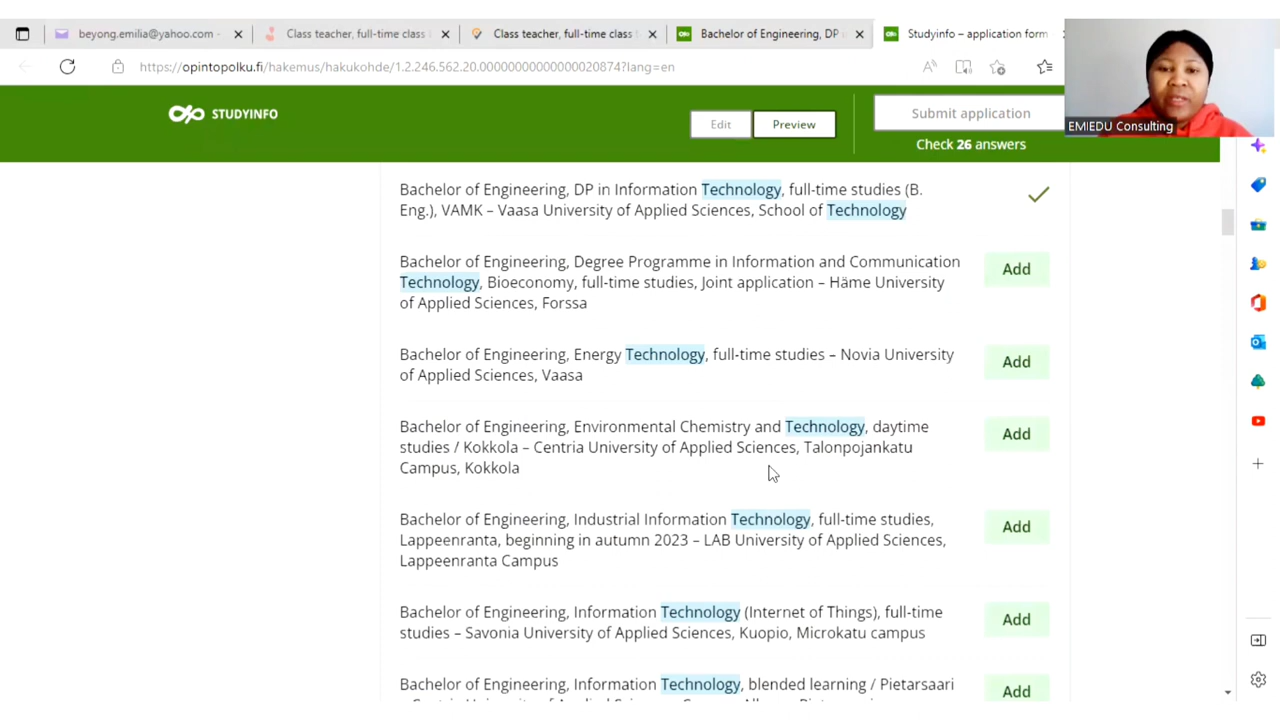 beyong.emilia@yahoo.com -
Class teacher, full-time class
Class teacher, full-time class
Bachelor of Engineering, DP
Studyinfo – application form
https://opintopolku.fi/hakemus/hakukohde/1.2.246.562.20.00000000000000020874?lang=en
STUDYINFO
Edit
Preview
Submit application
Check 26 answers
EMIEDU Consulting
Bachelor of Engineering, DP in Information Technology, full-time studies (B.
Eng.), VAMK – Vaasa University of Applied Sciences, School of Technology
Bachelor of Engineering, Degree Programme in Information and Communication
Technology, Bioeconomy, full-time studies, Joint application – Häme University
of Applied Sciences, Forssa
Add
Bachelor of Engineering, Energy Technology, full-time studies – Novia University
of Applied Sciences, Vaasa
Add
Bachelor of Engineering, Environmental Chemistry and Technology, daytime
studies / Kokkola – Centria University of Applied Sciences, Talonpojankatu
Campus, Kokkola
Add
Bachelor of Engineering, Industrial Information Technology, full-time studies,
Lappeenranta, beginning in autumn 2023 – LAB University of Applied Sciences,
Lappeenranta Campus
Add
Bachelor of Engineering, Information Technology (Internet of Things), full-time
studies – Savonia University of Applied Sciences, Kuopio, Microkatu campus
Add
Bachelor of Engineering, Information Technology, blended learning / Pietarsaari
Add